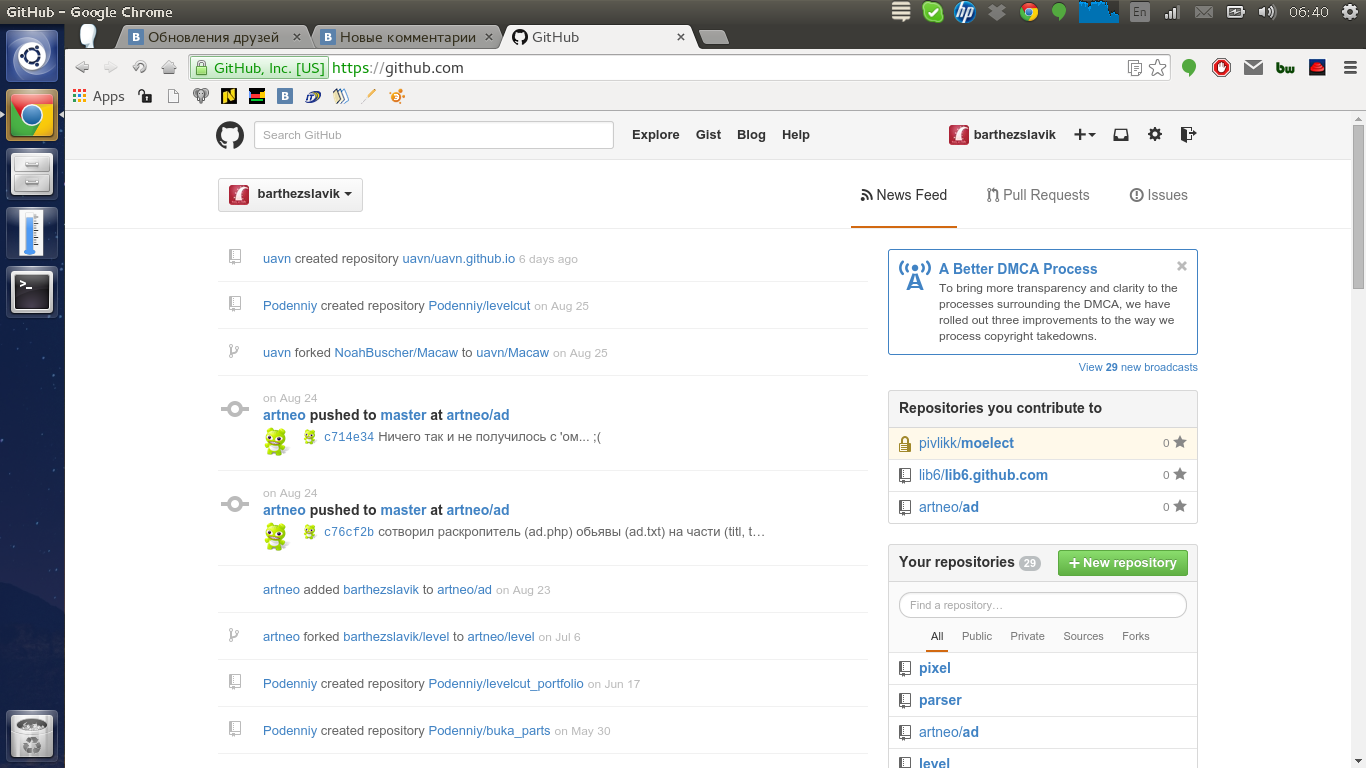 GitHub - Google Chrome
En
06:40
Обновления друзей
Новые комментарии
GitHub
GitHub, Inc. [US] https://github.com
Apps
Search GitHub
Explore Gist Blog Help
barthezslavik
barthezslavik
News Feed
Pull Requests
Issues
uavn created repository uavn/uavn.github.io 6 days ago
Podenniy created repository Podenniy/levelcut on Aug 25
uavn forked NoahBuscher/Macaw to uavn/Macaw on Aug 25
on Aug 24
artneo pushed to master at artneo/ad
c714e34 Ничего так и не получилось с 'ом... ;(
on Aug 24
artneo pushed to master at artneo/ad
c76cf2b сотворил раскропитель (ad.php) обьявы (ad.txt) на части (titl, t…
artneo added barthezslavik to artneo/ad on Aug 23
artneo forked barthezslavik/level to artneo/level on Jul 6
Podenniy created repository Podenniy/levelcut_portfolio on Jun 17
Podenniy created repository Podenniy/buka_parts on May 30
A Better DMCA Process
To bring more transparency and clarity to the
processes surrounding the DMCA, we have
rolled out three improvements to the way we
process copyright takedowns.
View 29 new broadcasts
Repositories you contribute to
pivlikk/moelect 0
lib6/lib6.github.com 0
artneo/ad 0
Your repositories 29
New repository
Find a repository…
All Public Private Sources Forks
pixel
parser
artneo/ad
level